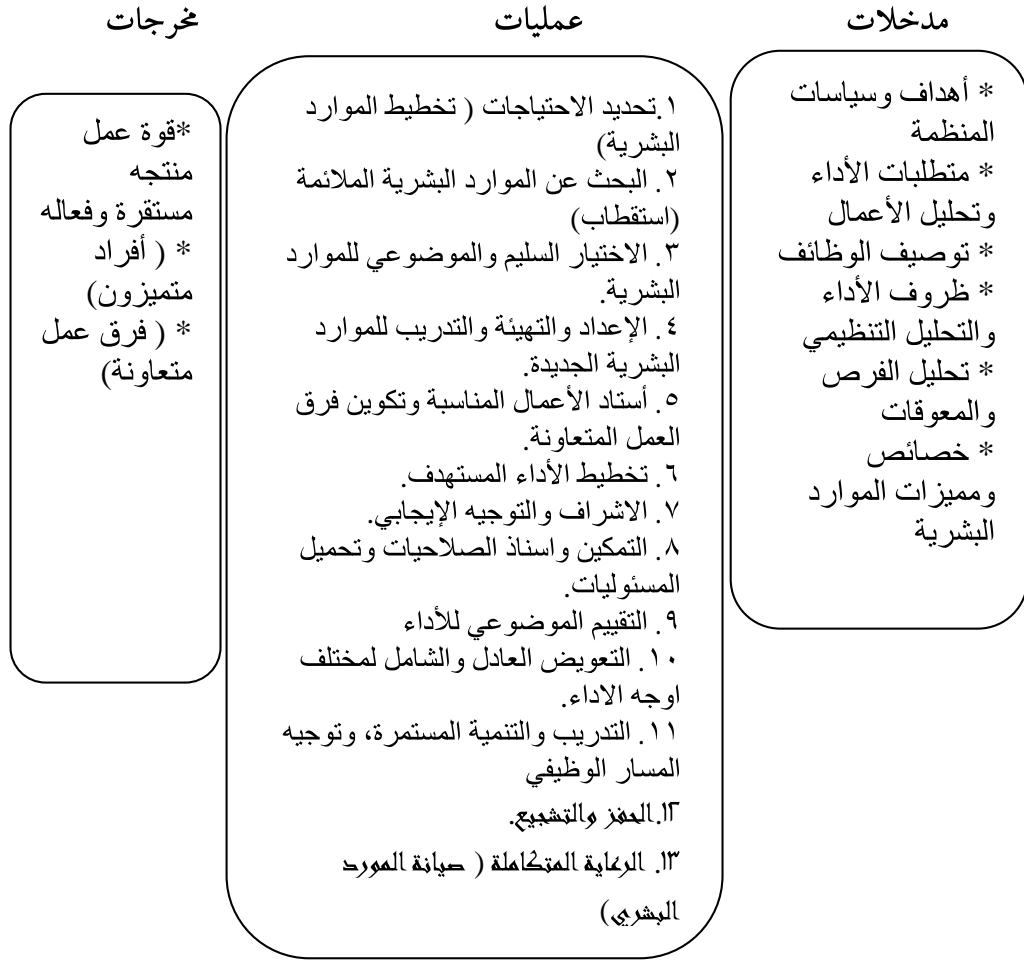 مدخلات
* أهداف وسياسات
المنظمة
* متطلبات الأداء
وتحليل الأعمال
* توصيف الوظائف
* ظروف الأداء
والتحليل التنظيمي
* تحليل الفرص
والمعوقات
* خصائص
ومميزات الموارد
البشرية
عمليات
١.تحديد الاحتياجات ( تخطيط الموارد
البشرية)
٢. البحث عن الموارد البشرية الملائمة
(استقطاب)
٣. الاختيار السليم والموضوعي للموارد
البشرية.
٤. الإعداد والتهيئة والتدريب للموارد
البشرية الجديدة.
٥. أستاد الأعمال المناسبة وتكوين فرق
العمل المتعاونة.
٦. تخطيط الأداء المستهدف.
٧. الاشراف والتوجيه الإيجابي.
٨. التمكين واسناذ الصلاحيات وتحميل
المسئوليات.
٩. التقييم الموضوعي للأداء
١٠. التعويض العادل والشامل لمختلف
اوجه الاداء.
١١. التدريب والتنمية المستمرة، وتوجيه
المسار الوظيفي
١٢.الحفز والتشجيع.
١٣. الرعاية المتكاملة ( صيانة المورد
البشري)
مخرجات
*قوة عمل
منتجه
مستقرة وفعاله
* ( أفراد
متميزون)
* ( فرق عمل
متعاونة)